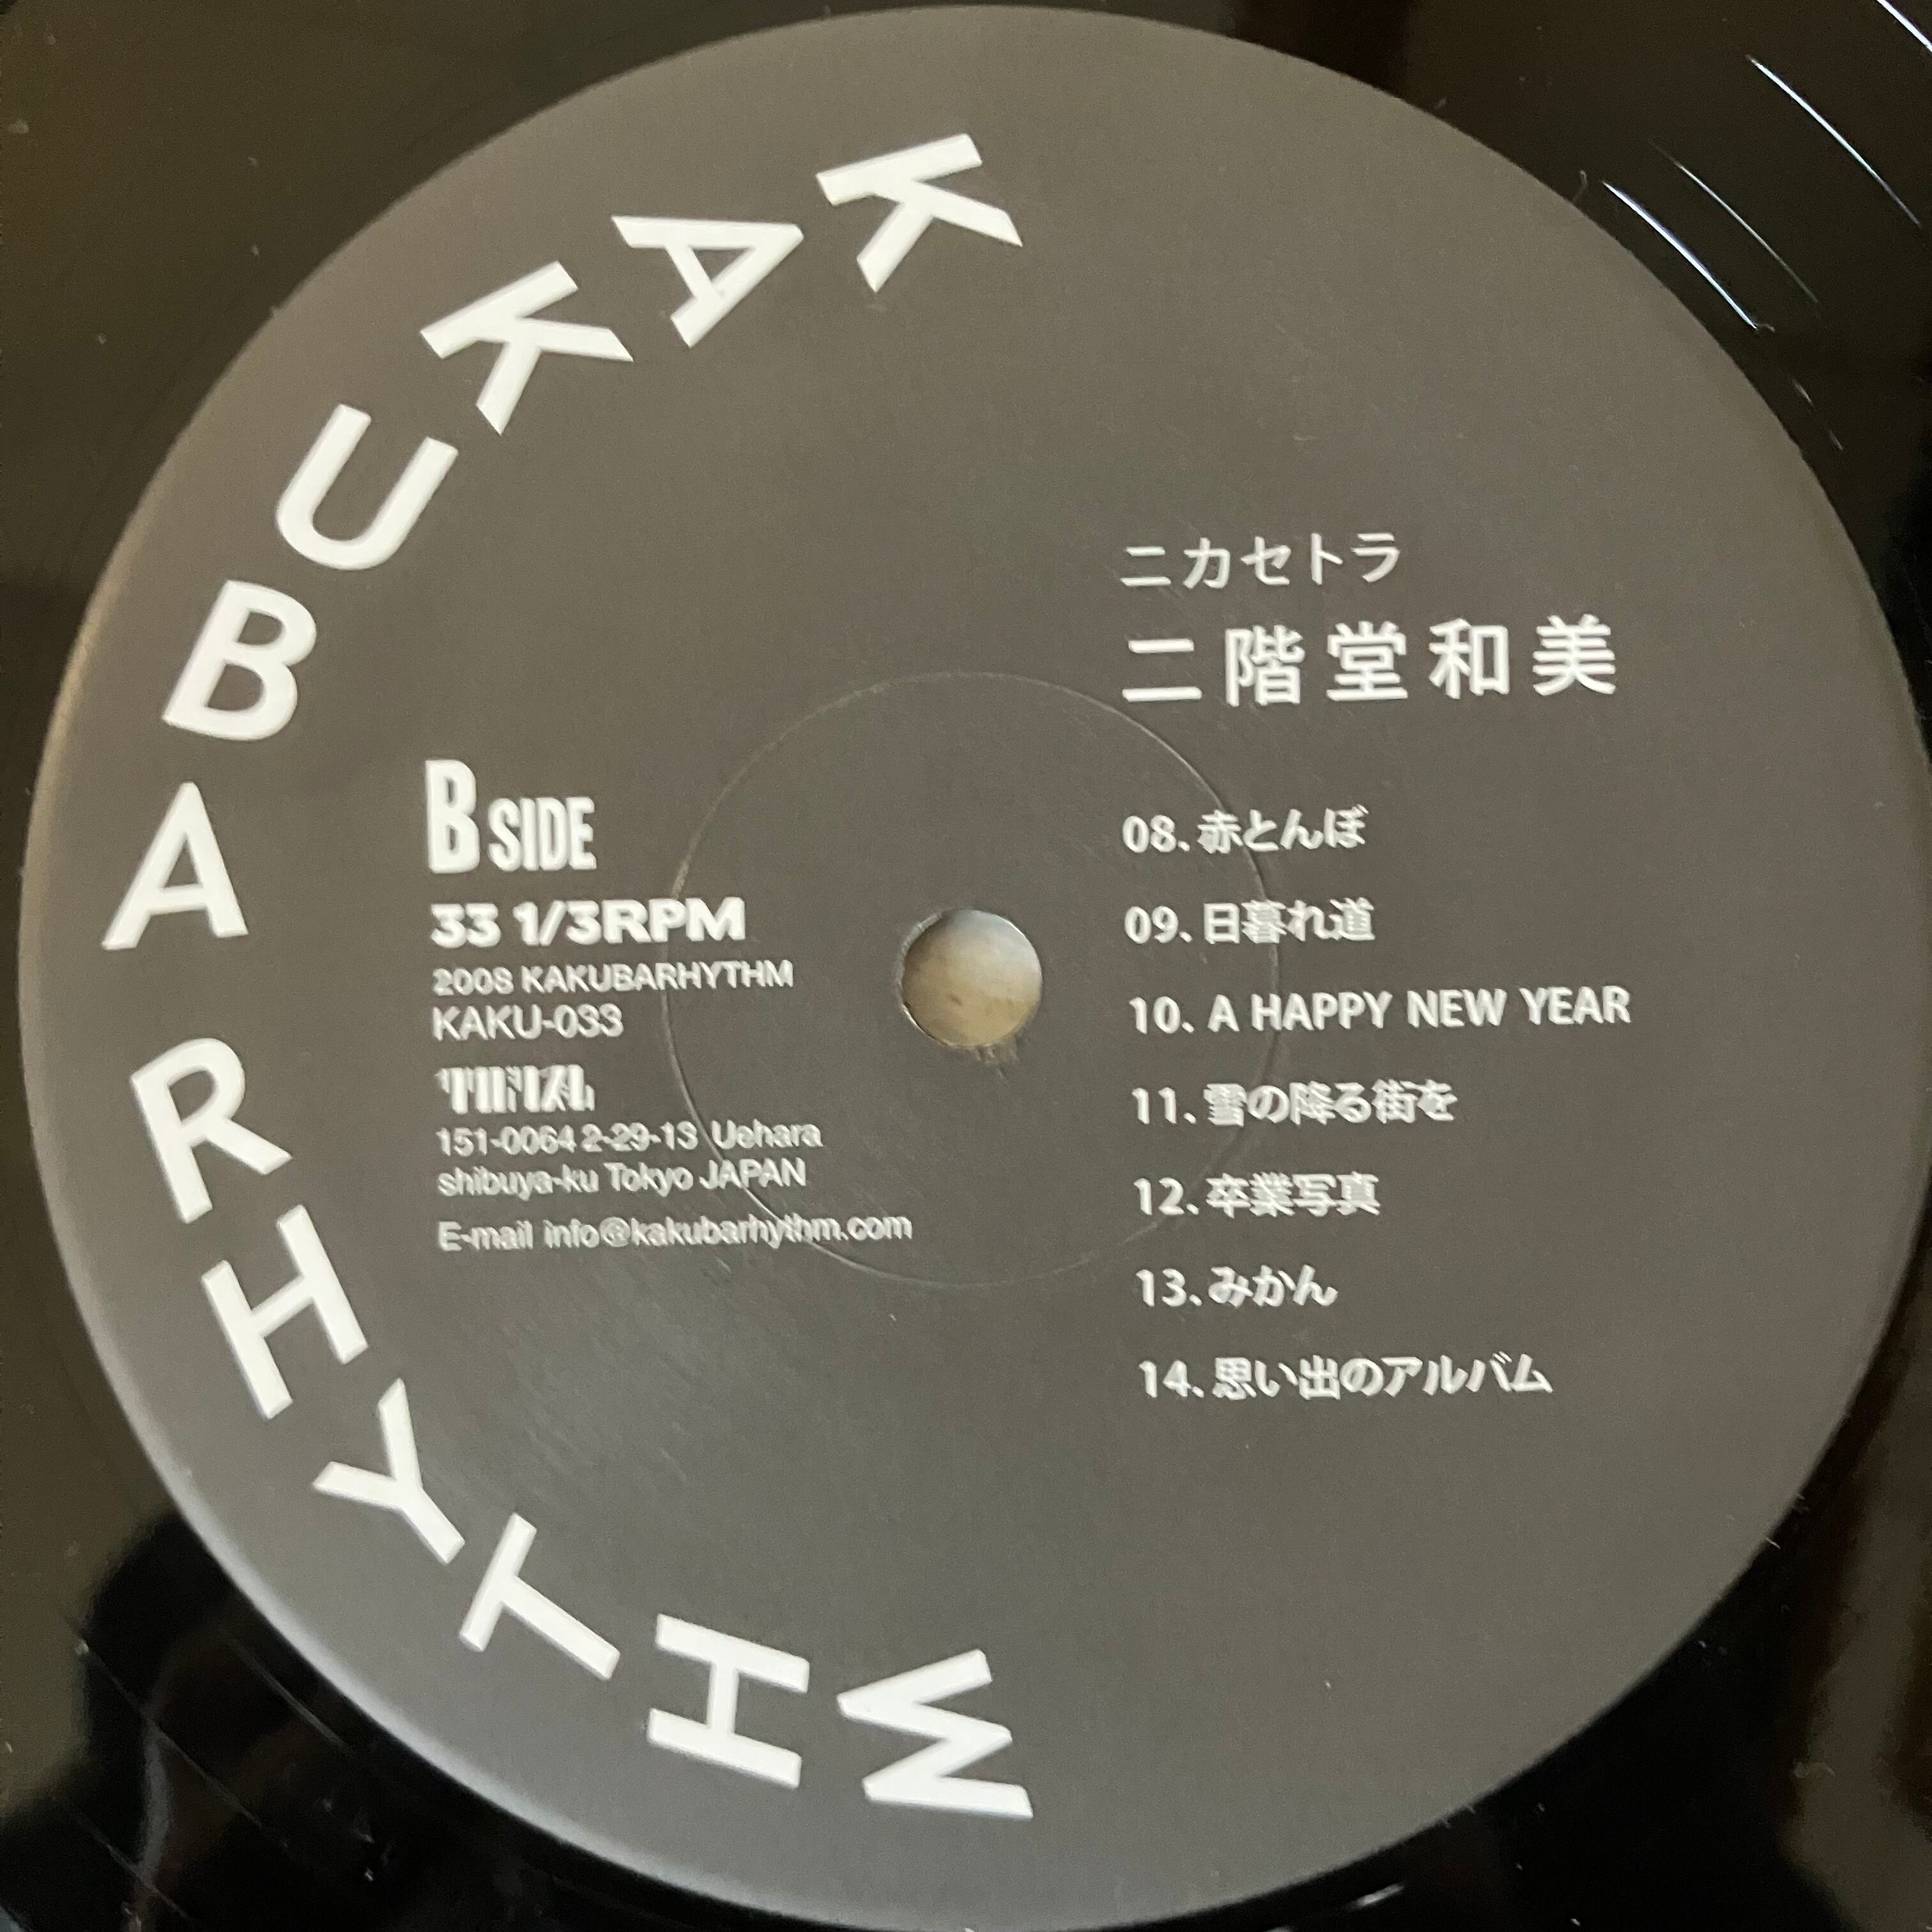 KAKUBARHYTHM
B SIDE
33 1/3RPM
2008 KAKUBARHYTHM
KAKU-033
151-0064 2-29-13 Uehara
shibuya-ku Tokyo JAPAN
E-mail info@kakubarhythm.com
ニカセトラ
二階堂和美
08.赤とんぼ
09.日暮れ道
10. A HAPPY NEW YEAR
11.雪の降る街を
12.卒業写真
13.みかん
14.思い出のアルバム